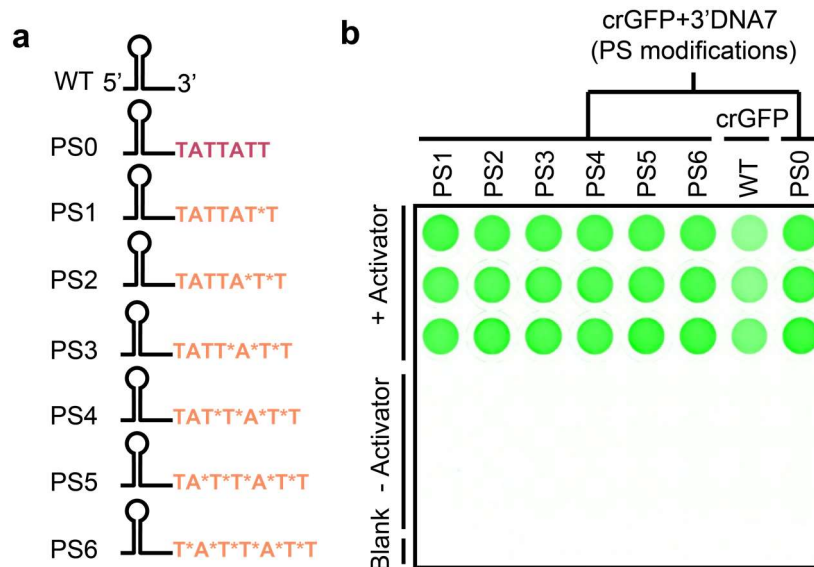 a
WT 5’ 3’
PS0 TATTATT
PS1 TATTAT*T
PS2 TATTA*T*T
PS3 TATT*A*T*T
PS4 TAT*T*A*T*T
PS5 TA*T*T*A*T*T
PS6 T*A*T*T*A*T*T
b
crGFP+3’DNA7
(PS modifications)
crGFP
PS1 PS2 PS3 PS4 PS5 PS6 WT PS0
+ Activator
- Activator
Blank